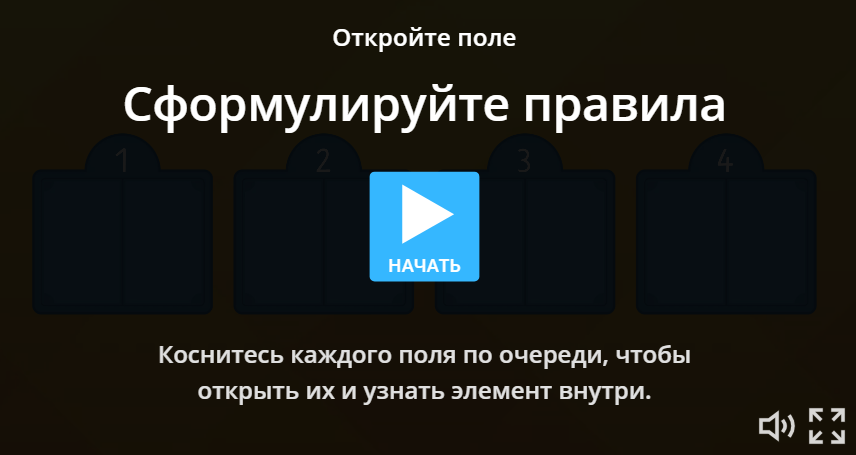 Откройте поле
Сформулируйте правила
1 2 3 4
НАЧАТЬ
Коснитесь каждого поля по очереди, чтобы
открыть их и узнать элемент внутри.